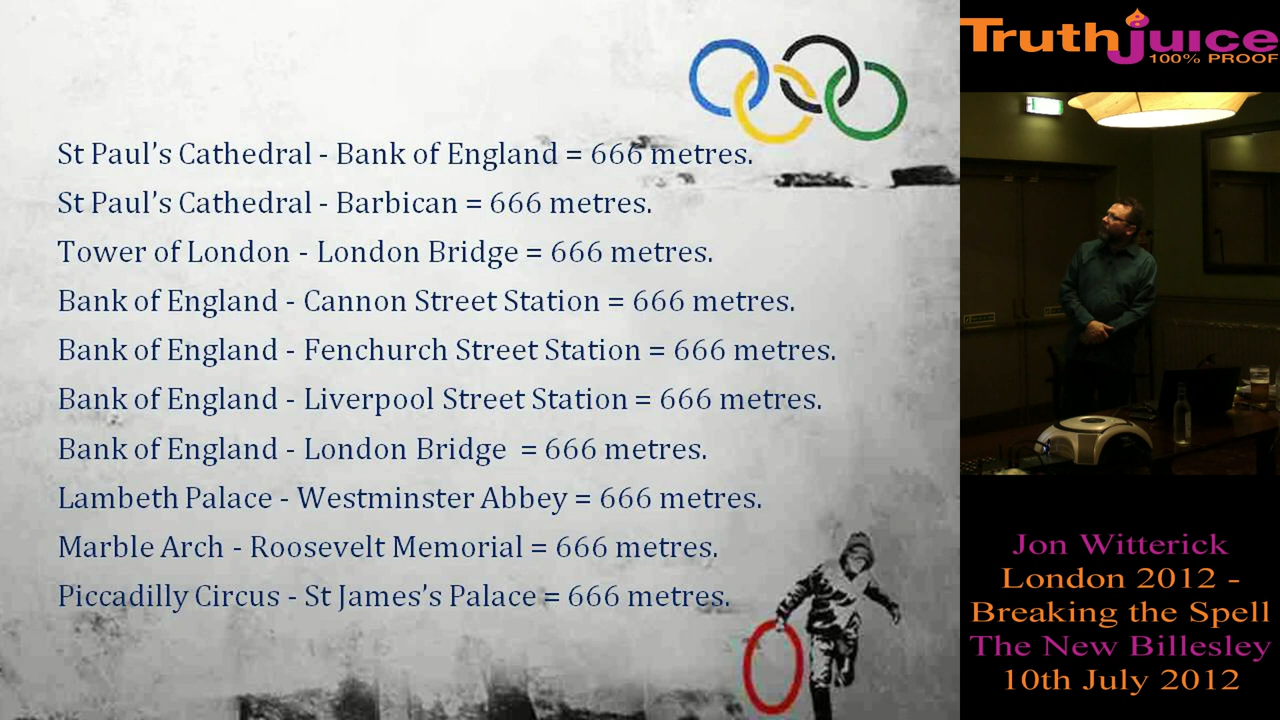 St Paul’s Cathedral - Bank of England = 666 metres.
St Paul’s Cathedral - Barbican = 666 metres.
Tower of London - London Bridge = 666 metres.
Bank of England - Cannon Street Station = 666 metres.
Bank of England - Fenchurch Street Station = 666 metres.
Bank of England - Liverpool Street Station = 666 metres.
Bank of England - London Bridge = 666 metres.
Lambeth Palace - Westminster Abbey = 666 metres.
Marble Arch - Roosevelt Memorial = 666 metres.
Piccadilly Circus - St James’s Palace = 666 metres.
Truthjuice
100% PROOF
Jon Witterick
London 2012 -
Breaking the Spell
The New Billesley
10th July 2012